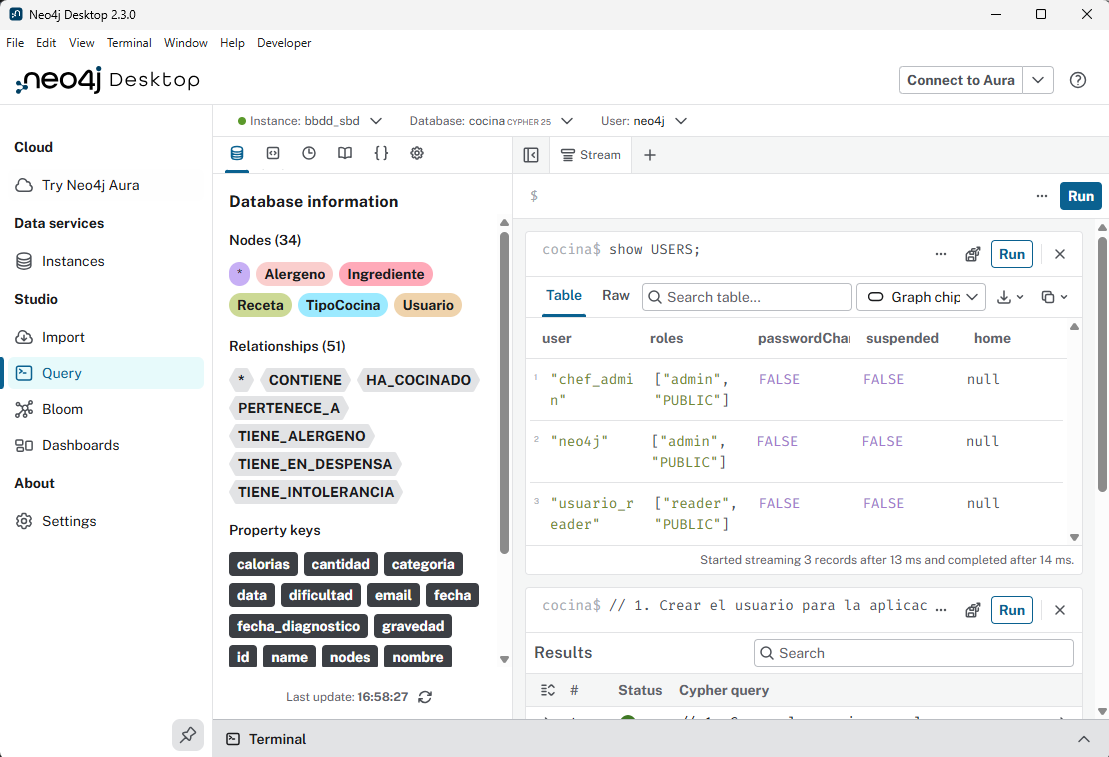 Neo4j Desktop 2.3.0
File Edit View Terminal Window Help Developer
neo4j Desktop
Connect to Aura
Cloud
Try Neo4j Aura
Data services
Instances
Studio
Import
Query
Bloom
Dashboards
About
Settings
Instance: bbdd_sbd
Database: cocina CYPHER 25
User: neo4j
Database information
Nodes (34)
* Alergeno Ingrediente
Receta TipoCocina Usuario
Relationships (51)
* CONTIENE HA_COCINADO
PERTENECE_A
TIENE_ALERGENO
TIENE_EN_DESPENSA
TIENE_INTOLERANCIA
Property keys
calorias cantidad categoria
data dificultad email fecha
fecha_diagnostico gravedad
id name nodes nombre
Last update: 16:58:27
Stream
$
Run
cocina$ show USERS;
Run
Table Raw Search table... Graph chip
user roles passwordChan suspended home
1 "chef_admi ["admin", FALSE FALSE null
n" "PUBLIC"]
2 "neo4j" ["admin", FALSE FALSE null
"PUBLIC"]
3 "usuario_r ["reader", FALSE FALSE null
eader" "PUBLIC"]
Started streaming 3 records after 13 ms and completed after 14 ms.
cocina$ // 1. Crear el usuario para la aplicac
Run
Results
Search
# Status Cypher query
Terminal